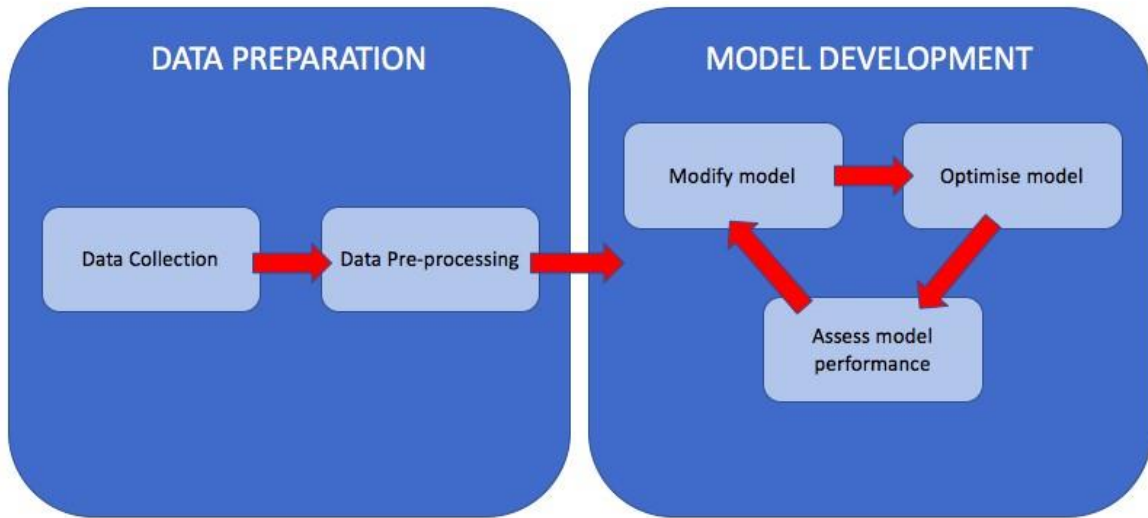 DATA PREPARATION
Data Collection
Data Pre-processing
MODEL DEVELOPMENT
Modify model
Optimise model
Assess model
performance